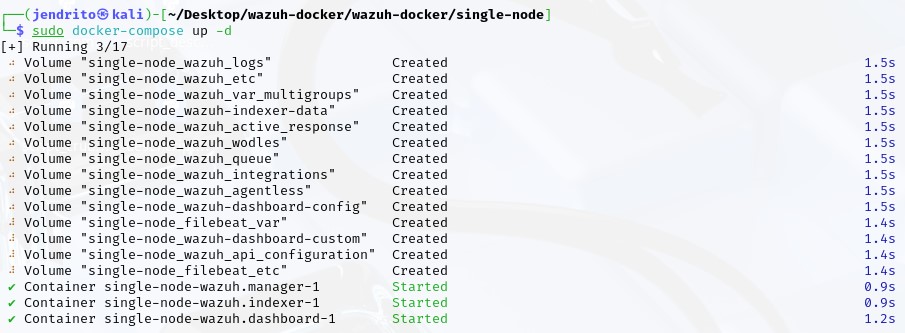 ┌──(jendrito㉿kali)-[~/Desktop/wazuh-docker/wazuh-docker/single-node]
└─$ sudo docker-compose up -d
[+] Running 3/17
⠼ Volume "single-node_wazuh_logs" Created 1.5s
⠼ Volume "single-node_wazuh_etc" Created 1.5s
⠼ Volume "single-node_wazuh_var_multigroups" Created 1.5s
⠼ Volume "single-node_wazuh-indexer-data" Created 1.5s
⠼ Volume "single-node_wazuh_active_response" Created 1.5s
⠼ Volume "single-node_wazuh_wodles" Created 1.5s
⠼ Volume "single-node_wazuh_queue" Created 1.5s
⠼ Volume "single-node_wazuh_integrations" Created 1.5s
⠼ Volume "single-node_wazuh_agentless" Created 1.5s
⠼ Volume "single-node_wazuh-dashboard-config" Created 1.5s
⠼ Volume "single-node_filebeat_var" Created 1.4s
⠼ Volume "single-node_wazuh-dashboard-custom" Created 1.4s
⠼ Volume "single-node_wazuh_api_configuration" Created 1.4s
⠼ Volume "single-node_filebeat_etc" Created 1.4s
✔ Container single-node-wazuh.manager-1 Started 0.9s
✔ Container single-node-wazuh.indexer-1 Started 0.9s
✔ Container single-node-wazuh.dashboard-1 Started 1.2s